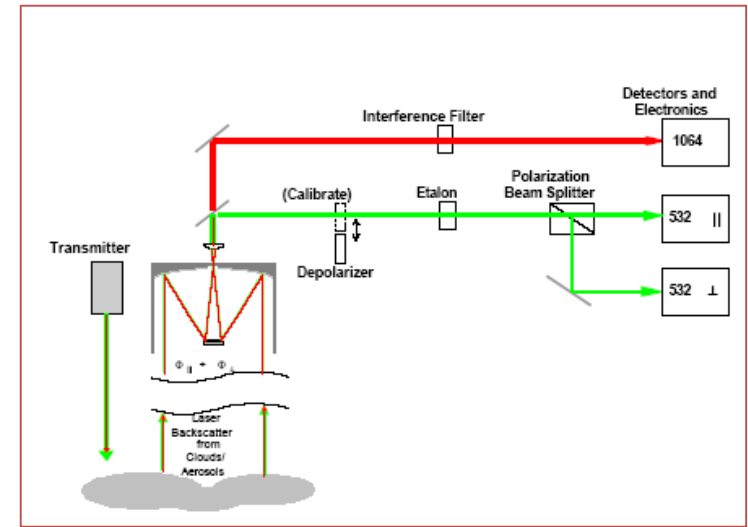 Detectors and
Electronics
Interference Filter
1064
Polarization
Beam Splitter
(Calibrate)
Etalon
532 ||
Transmitter
Depolarizer
532 ⊥
Φ || + Φ ⊥
Laser
Backscatter
from
Clouds/
Aerosols